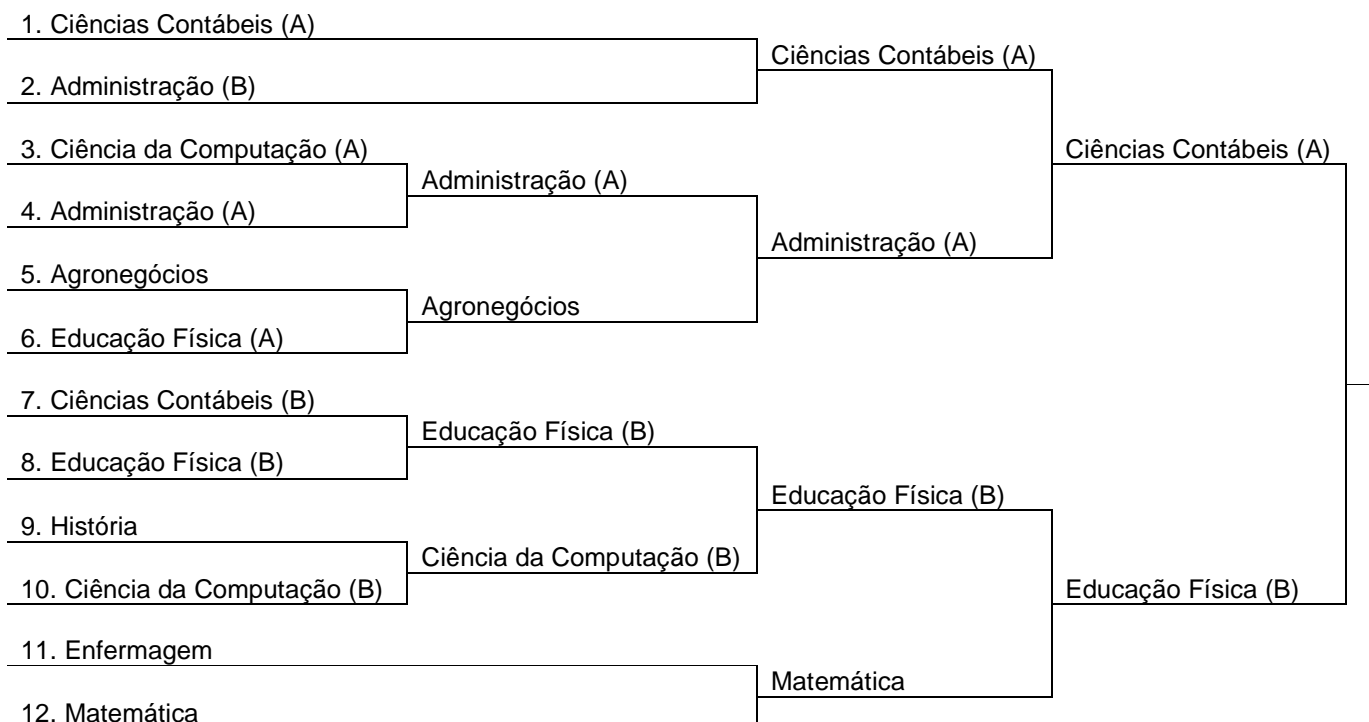 1. Ciências Contábeis (A)
Ciências Contábeis (A)
2. Administração (B)
3. Ciência da Computação (A)
Ciências Contábeis (A)
Administração (A)
4. Administração (A)
Administração (A)
5. Agronegócios
Agronegócios
6. Educação Física (A)
7. Ciências Contábeis (B)
Educação Física (B)
8. Educação Física (B)
Educação Física (B)
9. História
Ciência da Computação (B)
10. Ciência da Computação (B)
Educação Física (B)
11. Enfermagem
Matemática
12. Matemática